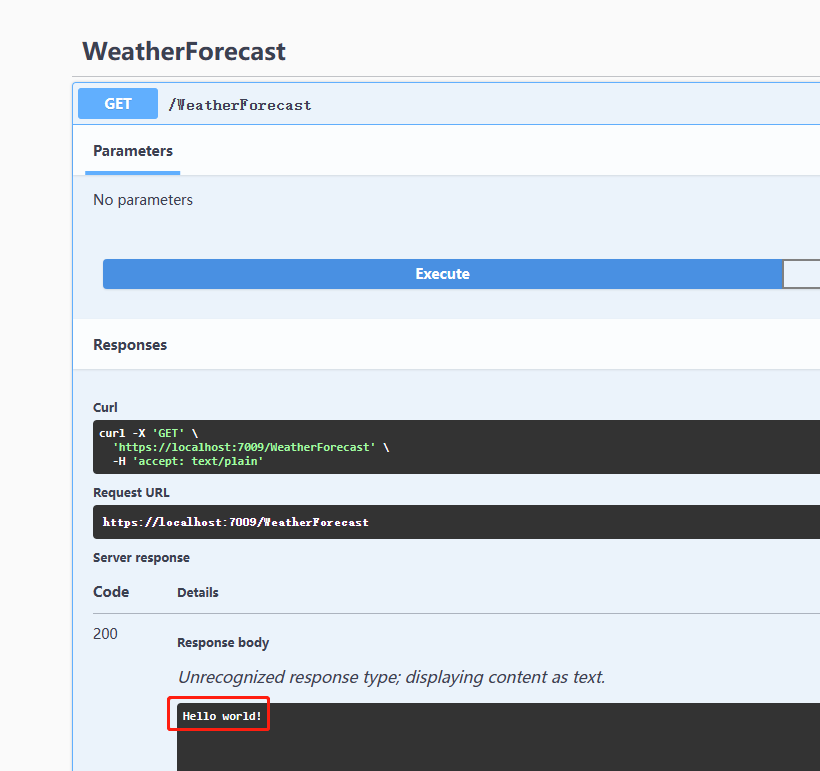 WeatherForecast
GET /WeatherForecast
Parameters
No parameters
Execute
Responses
Curl
curl -X 'GET' \
'https://localhost:7009/WeatherForecast' \
-H 'accept: text/plain'
Request URL
https://localhost:7009/WeatherForecast
Server response
Code Details
200
Response body
Unrecognized response type; displaying content as text.
Hello world!